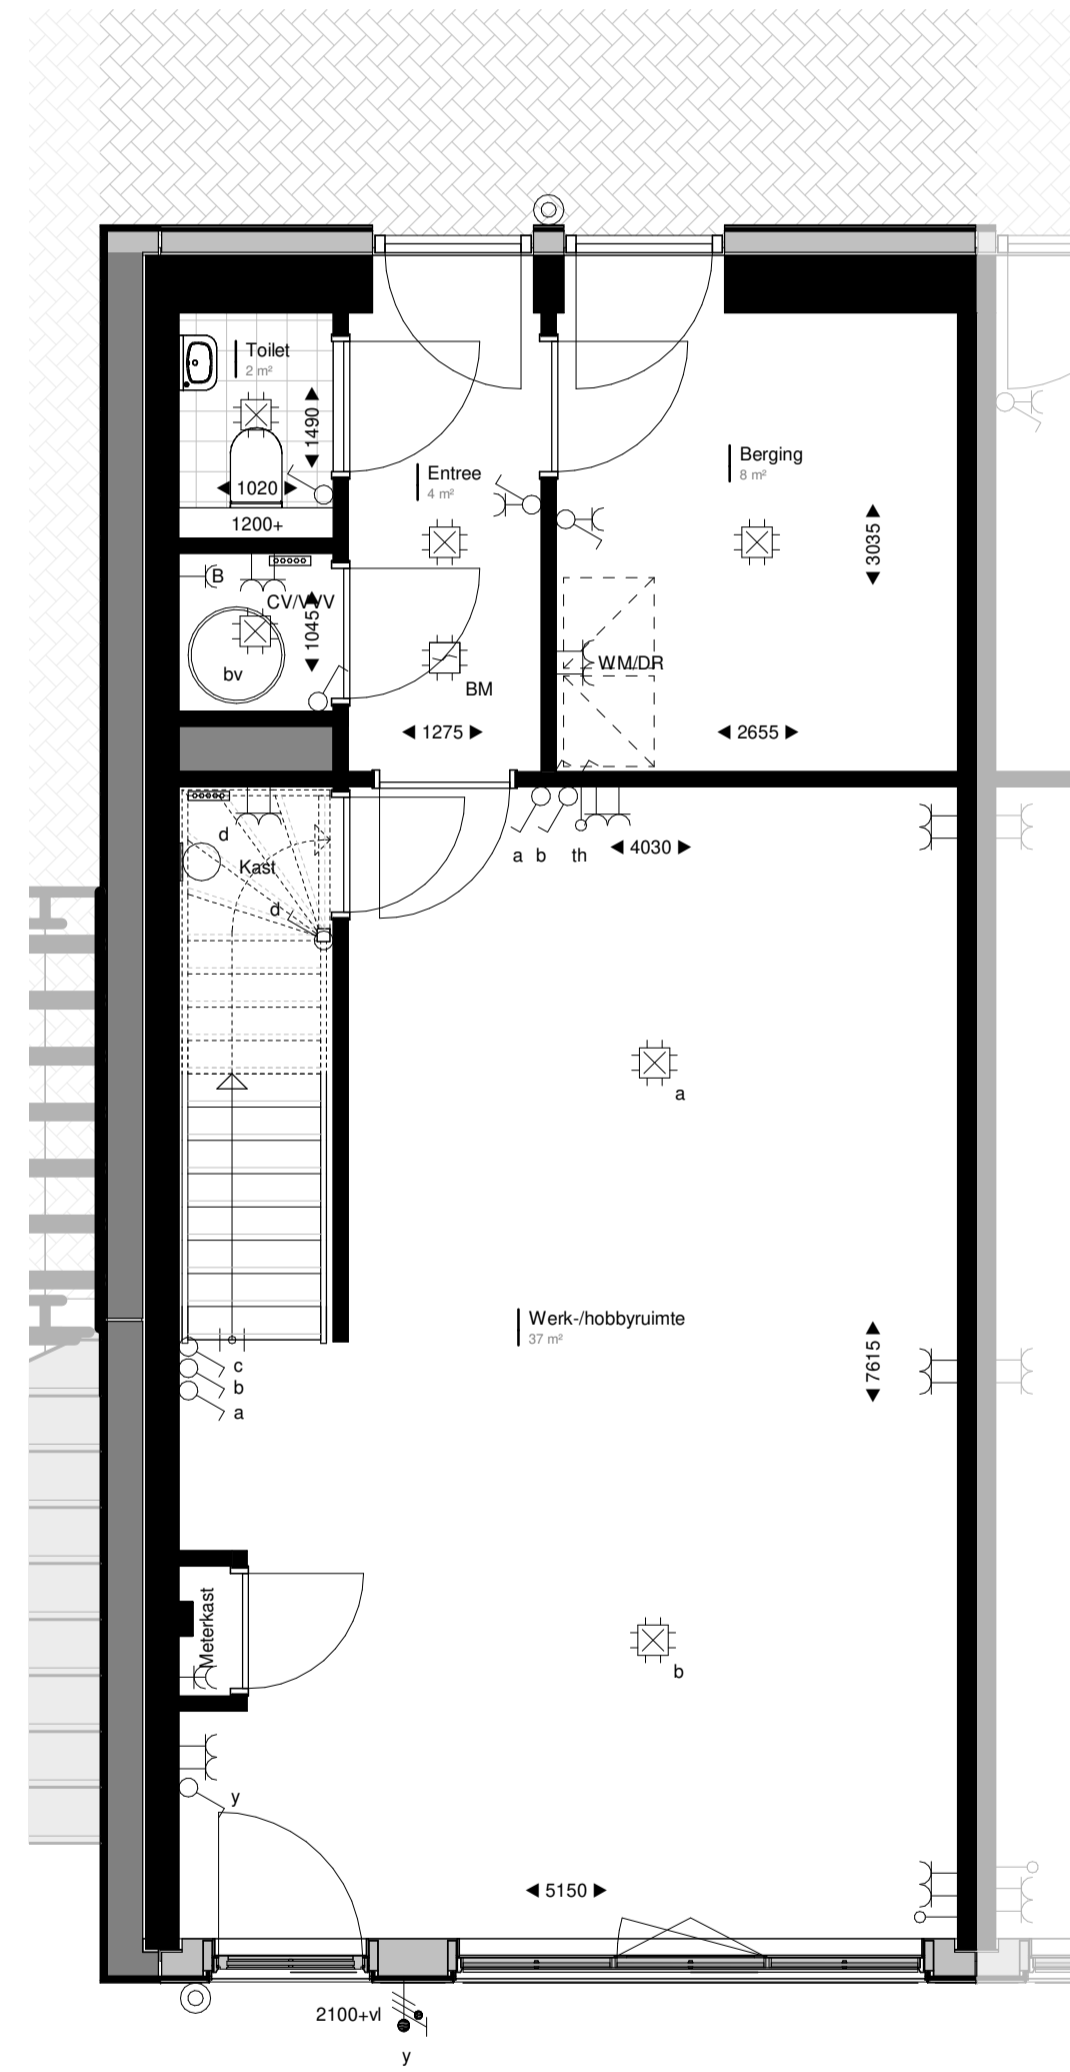 Toilet
2 m²
1490
1020
1200+
Entree
4 m²
Berging
8 m²
3035
B
CV/VVV
1045
bv
WM/DR
BM
1275
2655
d
Kast
d
a
b
th
4030
a
Werk-/hobbyruimte
37 m²
7615
c
b
a
Meterkast
b
y
5150
2100+vl
y